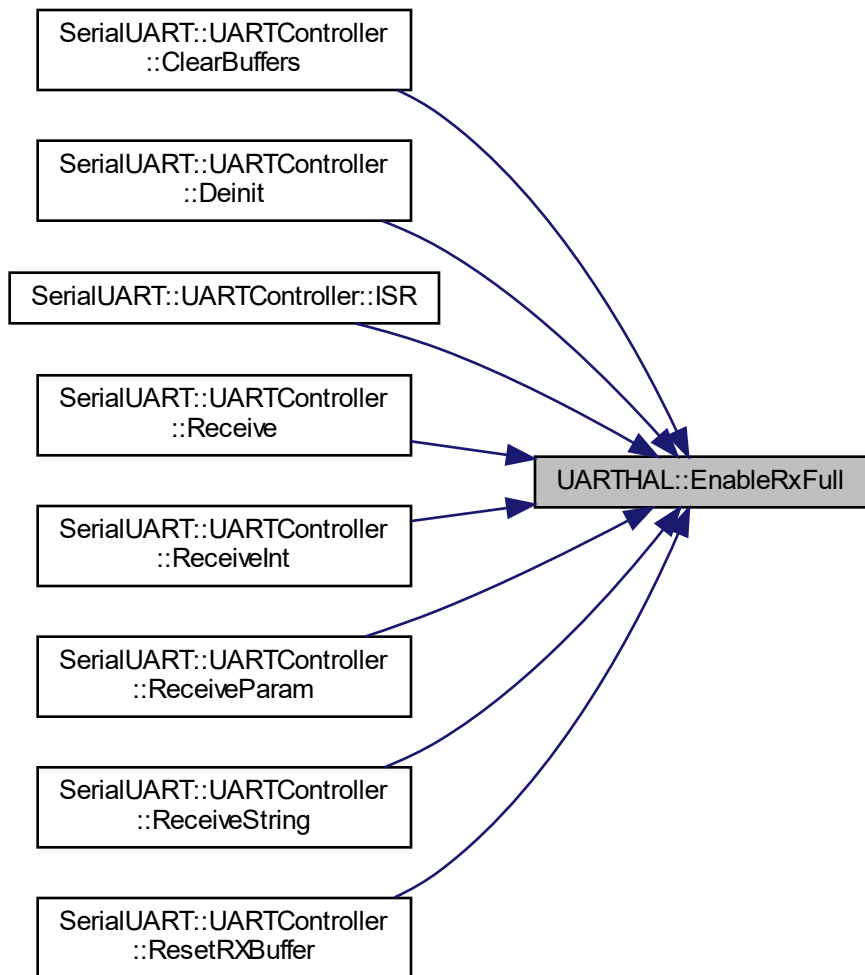 SerialUART::UARTController
::ClearBuffers
SerialUART::UARTController
::Deinit
SerialUART::UARTController::ISR
SerialUART::UARTController
::Receive
UARTHAL::EnableRxFull
SerialUART::UARTController
::ReceiveInt
SerialUART::UARTController
::ReceiveParam
SerialUART::UARTController
::ReceiveString
SerialUART::UARTController
::ResetRXBuffer